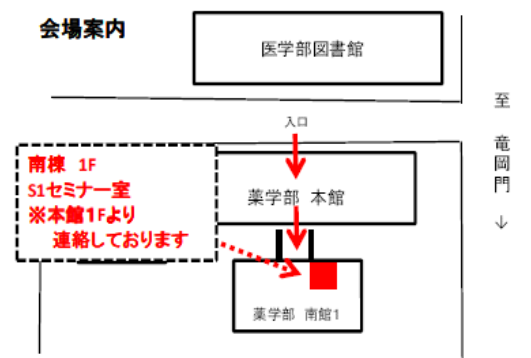 会場案内
医学部図書館
至 竜岡門 ↓
入口
南棟 1F
S1セミナー室
※本館1Fより
連絡しております
薬学部 本館
薬学部 南館1